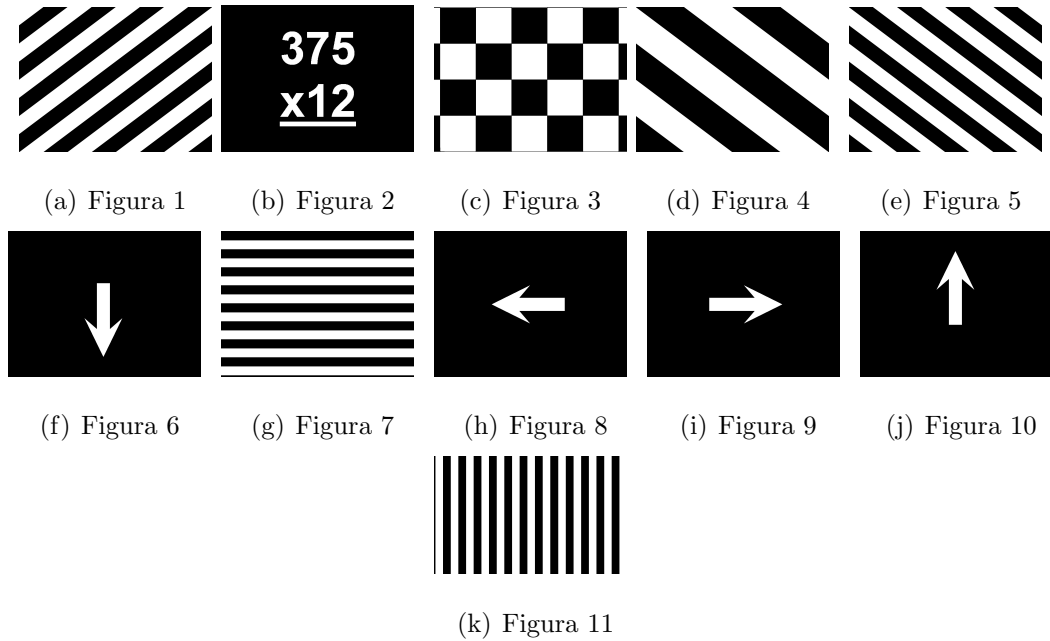 375
x12
(a) Figura 1
(b) Figura 2
(c) Figura 3
(d) Figura 4
(e) Figura 5
(f) Figura 6
(g) Figura 7
(h) Figura 8
(i) Figura 9
(j) Figura 10
(k) Figura 11